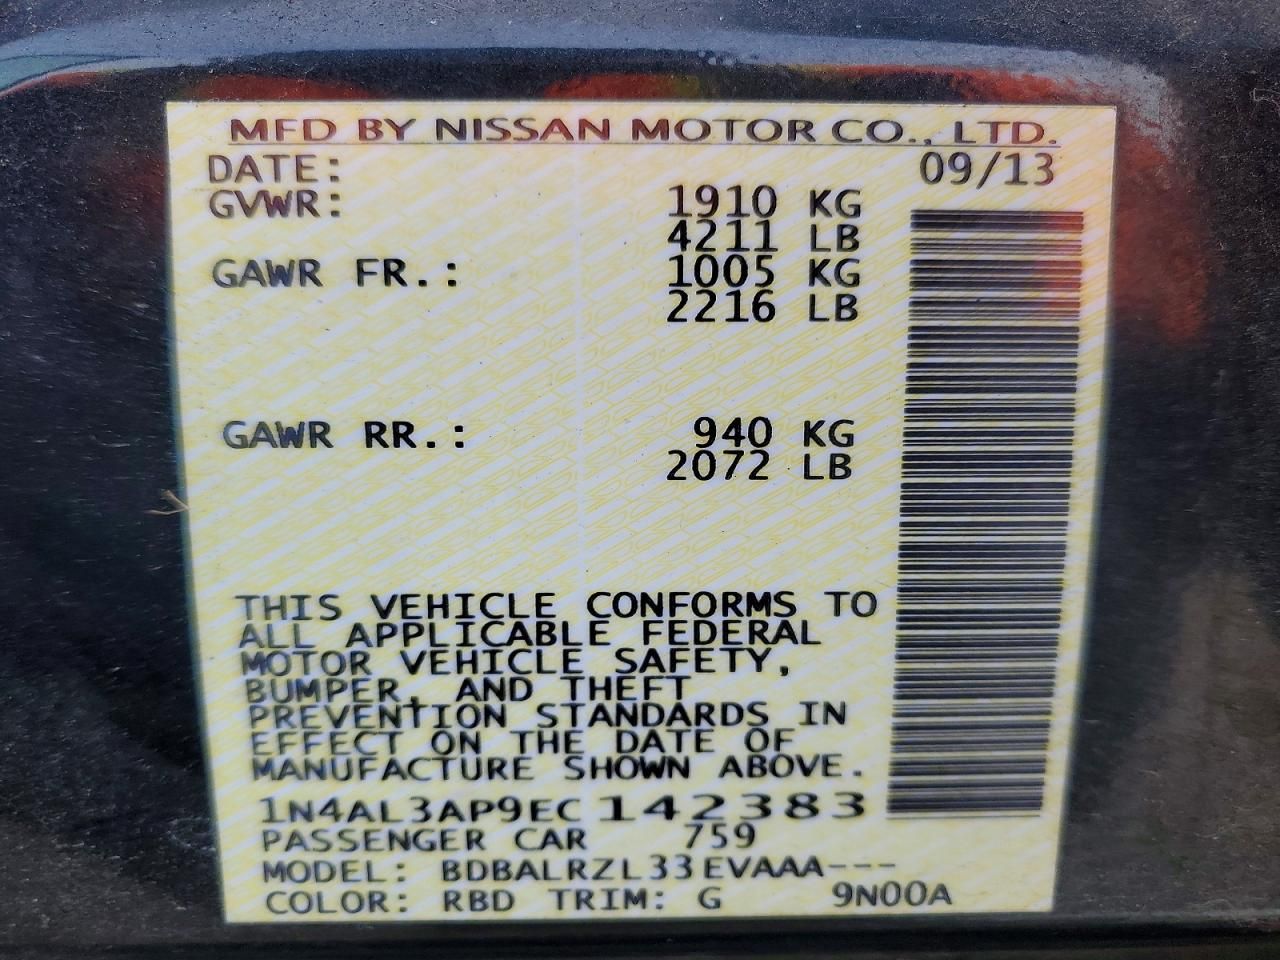 MFD BY NISSAN MOTOR CO., LTD.
DATE: 09/13
GVWR: 1910 KG
4211 LB
GAWR FR.: 1005 KG
2216 LB
GAWR RR.: 940 KG
2072 LB
THIS VEHICLE CONFORMS TO
ALL APPLICABLE FEDERAL
MOTOR VEHICLE SAFETY,
BUMPER, AND THEFT
PREVENTION STANDARDS IN
EFFECT ON THE DATE OF
MANUFACTURE SHOWN ABOVE.
1N4AL3AP9EC142383
PASSENGER CAR 759
MODEL: BDBALRZL33EVAAA---
COLOR: RBD TRIM: G 9N00A